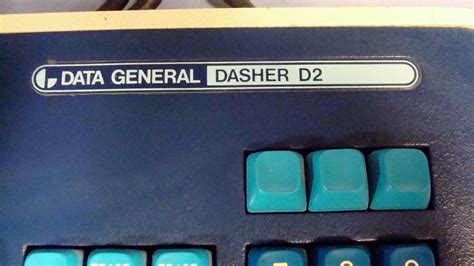 DATA GENERAL DASHER D2